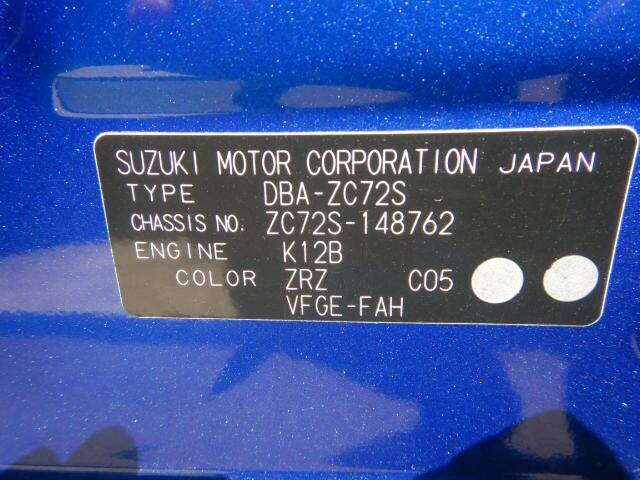 SUZUKI MOTOR CORPORATION JAPAN
TYPE DBA-ZC72S
CHASSIS NO. ZC72S-148762
ENGINE K12B
COLOR ZRZ C05
VFGE-FAH